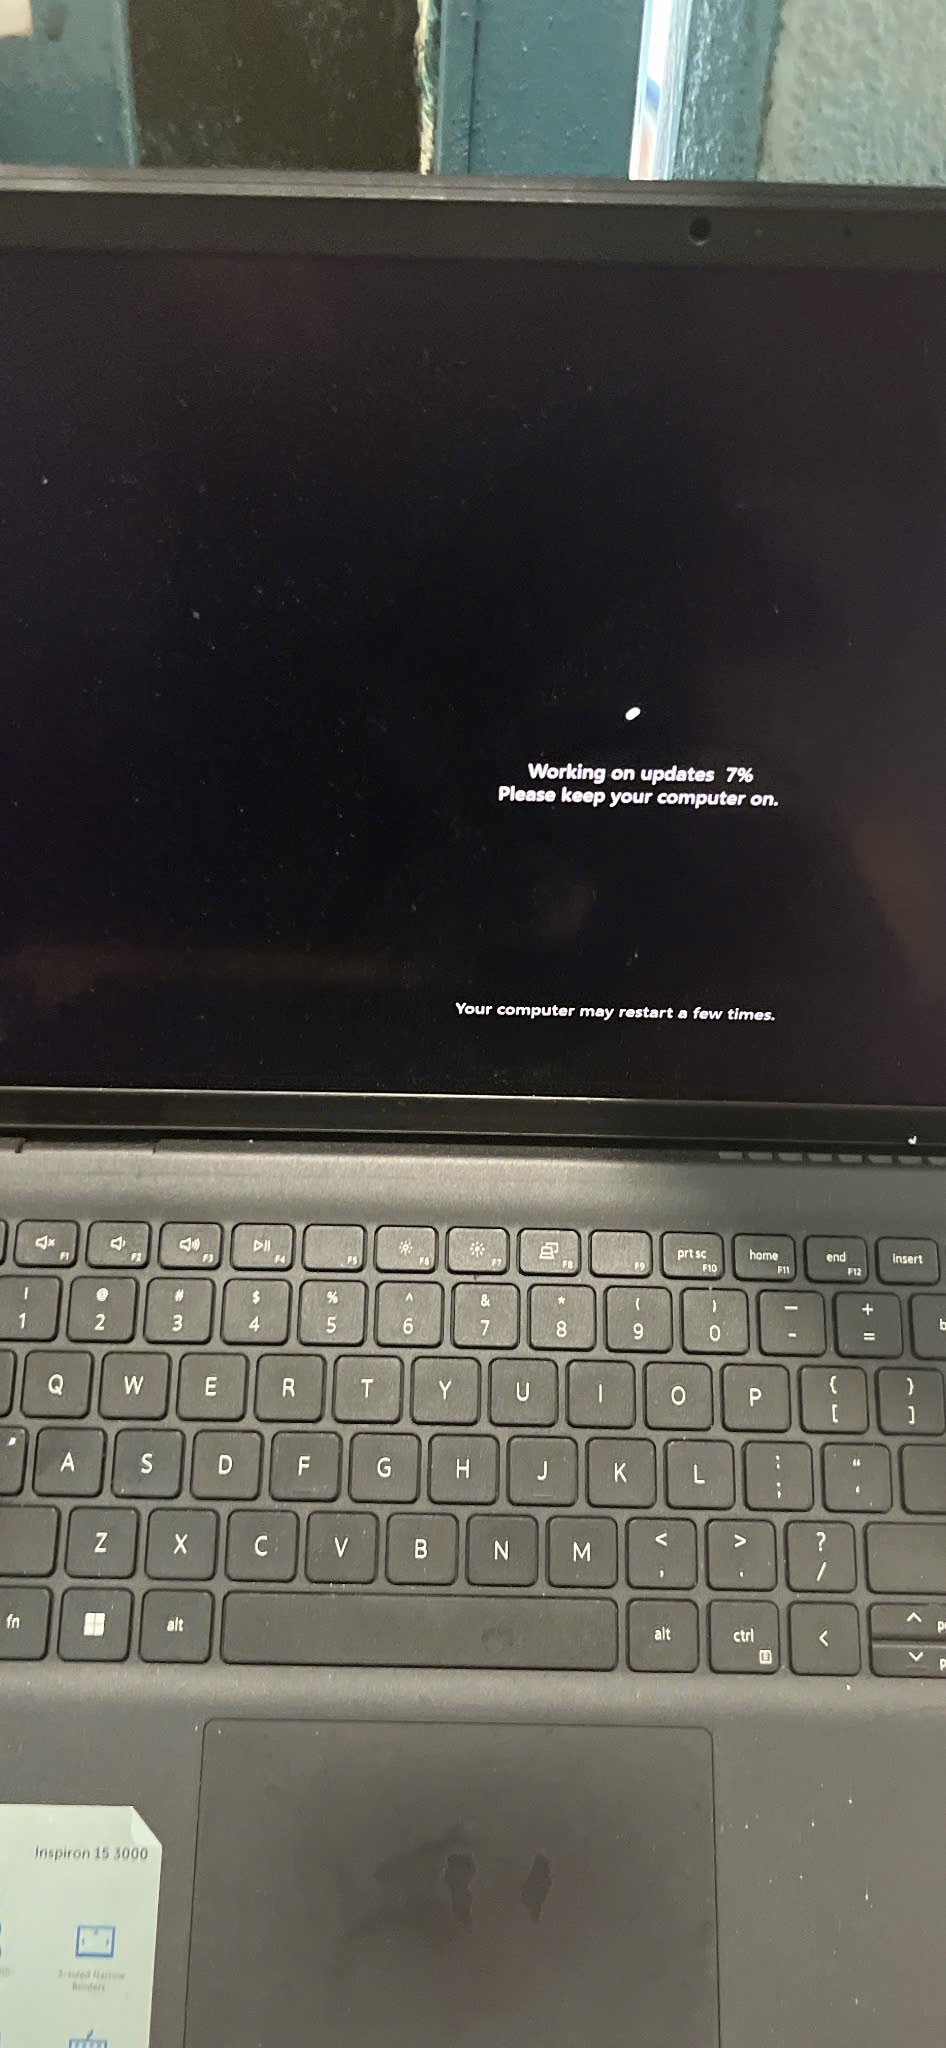 Working on updates 7%
Please keep your computer on.
Your computer may restart a few times.
F1 F2 F3 F4 F5 F6 F7 F8 F9 prt sc F10 home F11 end F12 insert
! @ # $ % ^ & * ( ) — +
1 2 3 4 5 6 7 8 9 0 - =
Q W E R T Y U I O P { [ } ]
A S D F G H J K L : ; " '
Z X C V B N M < , > . ? /
fn alt alt ctrl
Inspiron 15 3000
3-sided Narrow
Borders